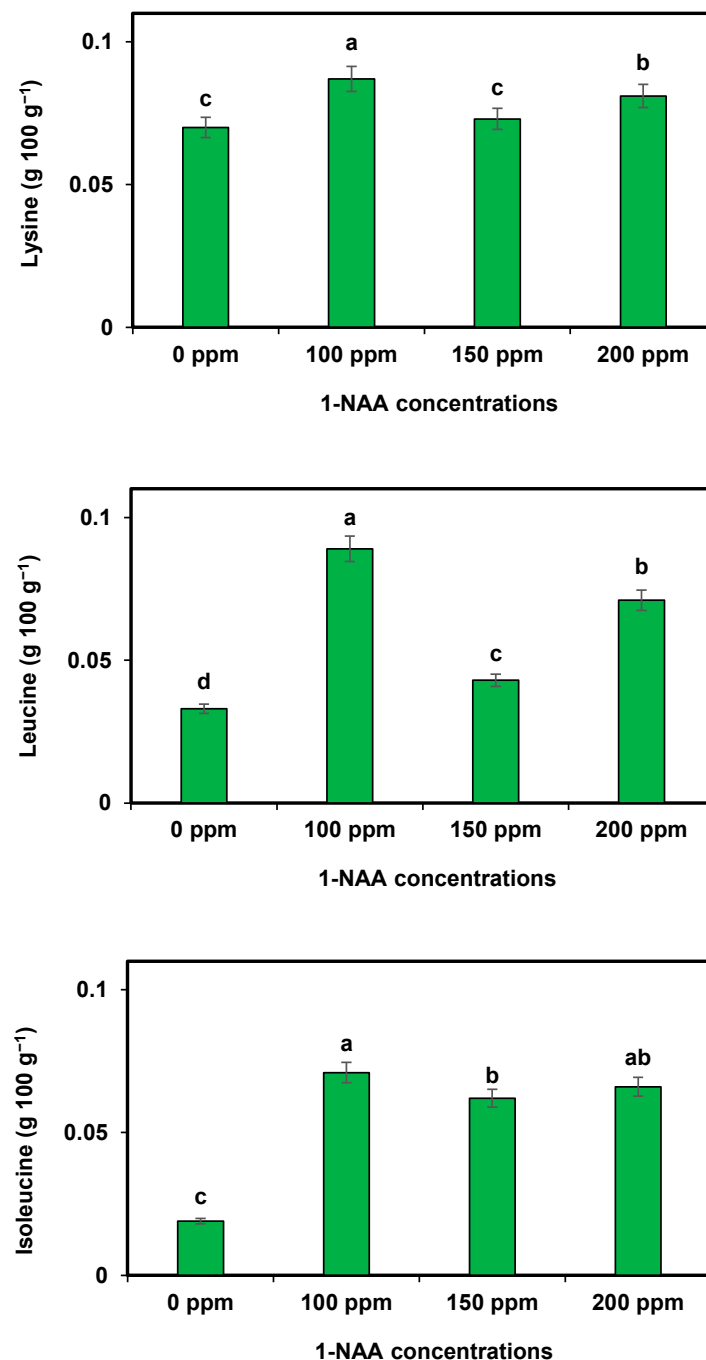 Lysine (g 100 g⁻¹)
0.1
0.05
0
c
a
c
b
0 ppm
100 ppm
150 ppm
200 ppm
1-NAA concentrations
Leucine (g 100 g⁻¹)
0.1
0.05
0
d
a
c
b
0 ppm
100 ppm
150 ppm
200 ppm
1-NAA concentrations
Isoleucine (g 100 g⁻¹)
0.1
0.05
0
c
a
b
ab
0 ppm
100 ppm
150 ppm
200 ppm
1-NAA concentrations